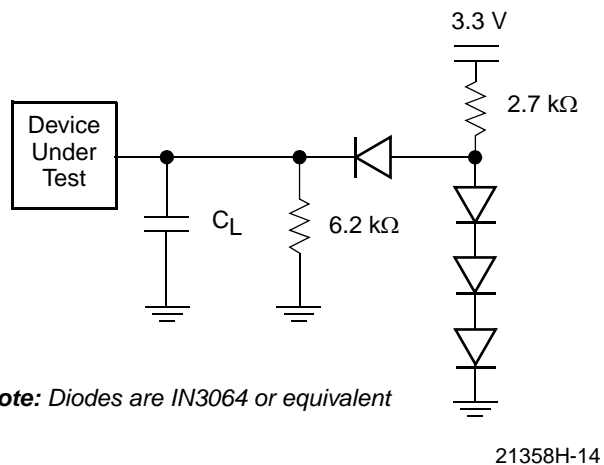 3.3 V
2.7 kΩ
Device
Under
Test
CL
6.2 kΩ
ote: Diodes are IN3064 or equivalent
21358H-14